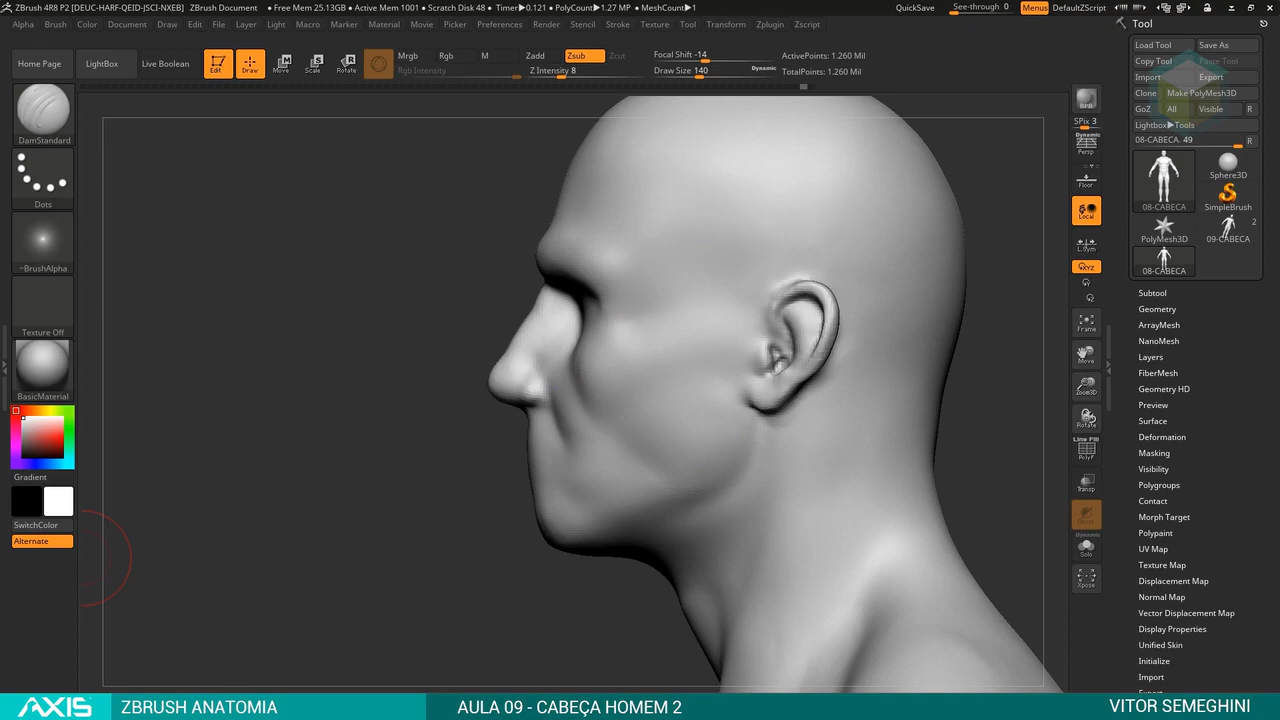 ZBrush 4R8 P2 [DEUC-HARF-QEID-JSCI-NXEB] ZBrush Document • Free Mem 25.13GB • Active Mem 1001 • Scratch Disk 48 • Timer▶0.121 • PolyCount▶1.27 MP • MeshCount▶1 QuickSave See-through 0 Menus DefaultZScript
Alpha Brush Color Document Draw Edit File Layer Light Macro Marker Material Movie Picker Preferences Render Stencil Stroke Texture Tool Transform Zplugin Zscript
Home Page LightBox Live Boolean
Edit Draw Move Scale Rotate
Mrgb Rgb M
Rgb Intensity
Zadd Zsub Zcut
Z Intensity 8
Focal Shift -14
Draw Size 140 Dynamic
ActivePoints: 1.260 Mil
TotalPoints: 1.260 Mil
DamStandard
Dots
~BrushAlpha
Texture Off
BasicMaterial
Gradient
SwitchColor
Alternate
BPR
SPix 3
Dynamic
Persp
Floor
Local
L.Sym
XYZ
Frame
Move
Zoom3D
Rotate
Line Fill
PolyF
Transp
Ghost
Dynamic
Solo
Xpose
Tool
Load Tool Save As
Copy Tool Paste Tool
Import Export
Clone Make PolyMesh3D
GoZ All Visible R
Lightbox▶Tools
08-CABECA. 49 R
08-CABECA Sphere3D
SimpleBrush
PolyMesh3D 2 09-CABECA
08-CABECA
Subtool
Geometry
ArrayMesh
NanoMesh
Layers
FiberMesh
Geometry HD
Preview
Surface
Deformation
Masking
Visibility
Polygroups
Contact
Morph Target
Polypaint
UV Map
Texture Map
Displacement Map
Normal Map
Vector Displacement Map
Display Properties
Unified Skin
Initialize
Import
Export
AXIS ZBRUSH ANATOMIA AULA 09 - CABEÇA HOMEM 2 VITOR SEMEGHINI